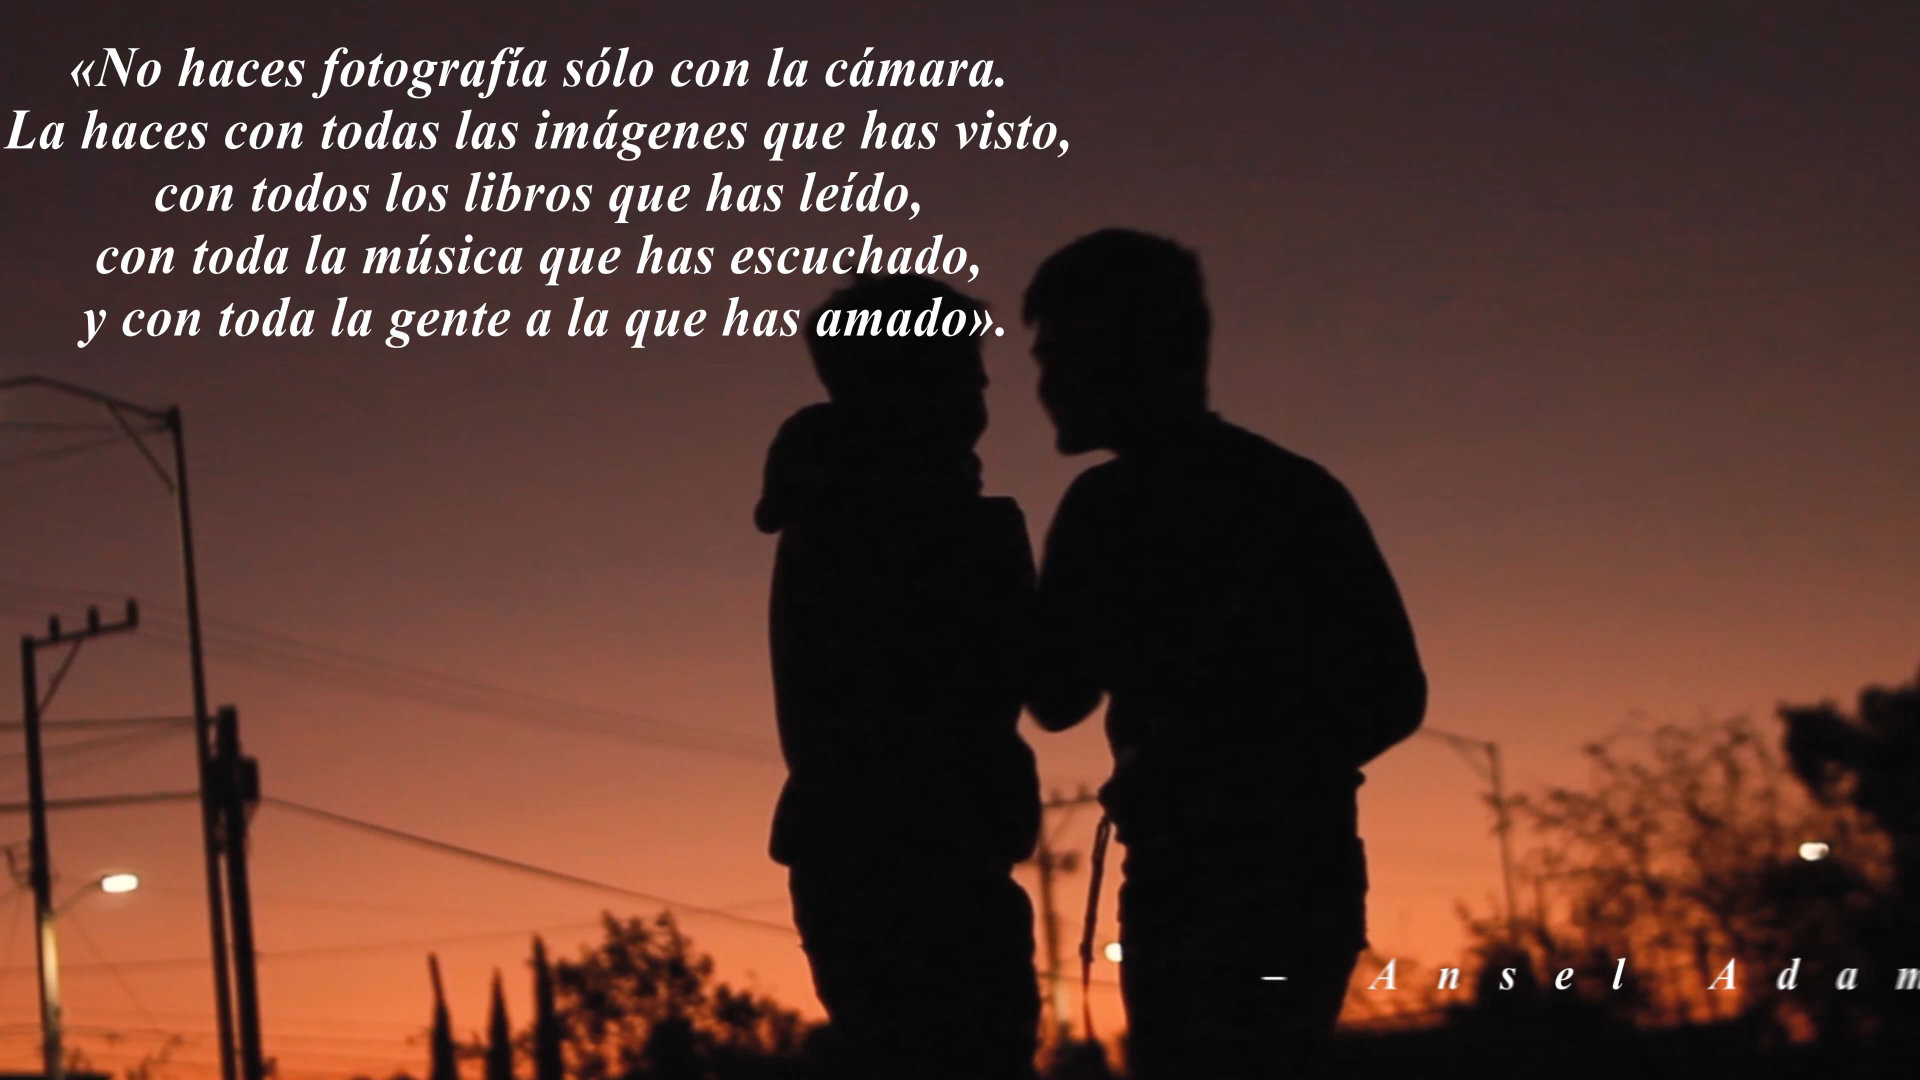 «No haces fotografía sólo con la cámara.
La haces con todas las imágenes que has visto,
con todos los libros que has leído,
con toda la música que has escuchado,
y con toda la gente a la que has amado».
– Ansel Adam